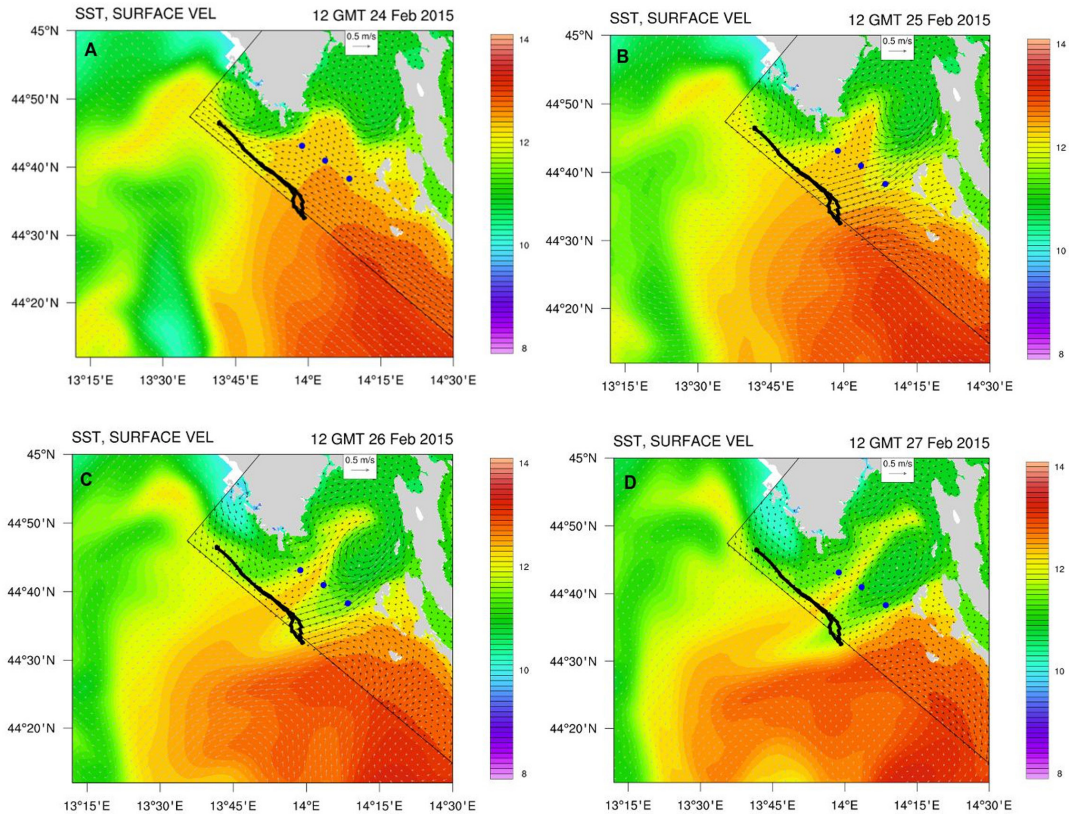 SST, SURFACE VEL 12 GMT 24 Feb 2015
45°N
A
0.5 m/s
14
44°50'N
12
44°40'N
44°30'N
10
44°20'N
8
13°15'E 13°30'E 13°45'E 14°E 14°15'E 14°30'E
SST, SURFACE VEL 12 GMT 25 Feb 2015
45°N
B
0.5 m/s
14
44°50'N
12
44°40'N
44°30'N
10
44°20'N
8
13°15'E 13°30'E 13°45'E 14°E 14°15'E 14°30'E
SST, SURFACE VEL 12 GMT 26 Feb 2015
45°N
C
0.5 m/s
14
44°50'N
12
44°40'N
44°30'N
10
44°20'N
8
13°15'E 13°30'E 13°45'E 14°E 14°15'E 14°30'E
SST, SURFACE VEL 12 GMT 27 Feb 2015
45°N
D
0.5 m/s
14
44°50'N
12
44°40'N
44°30'N
10
44°20'N
8
13°15'E 13°30'E 13°45'E 14°E 14°15'E 14°30'E